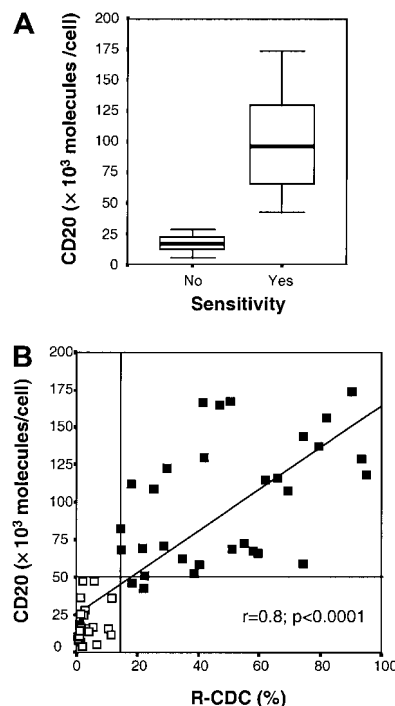 A
CD20 (× 10³ molecules /cell)
200
175
150
125
100
75
50
25
0
No
Yes
Sensitivity
B
CD20 (× 10³ molecules/cell)
200
175
150
125
100
75
50
25
0
r=0.8; p<0.0001
0
20
40
60
80
100
R-CDC (%)